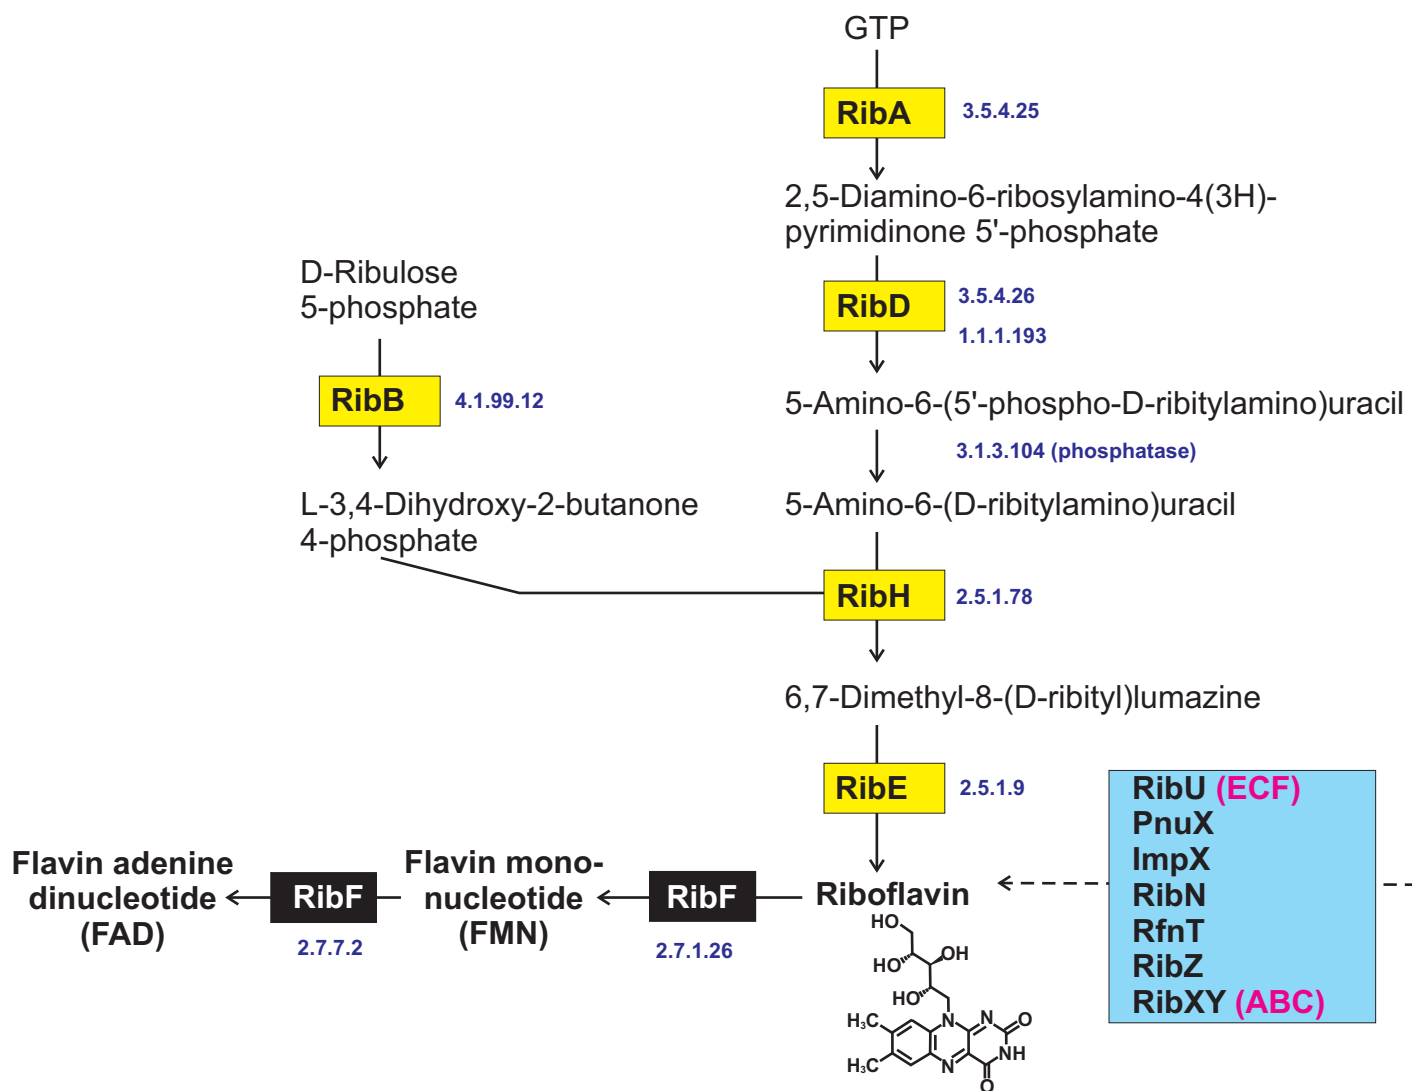 GTP
RibA
3.5.4.25
2,5-Diamino-6-ribosylamino-4(3H)-
pyrimidinone 5'-phosphate
D-Ribulose
5-phosphate
RibD
3.5.4.26
1.1.1.193
RibB
4.1.99.12
5-Amino-6-(5'-phospho-D-ribitylamino)uracil
3.1.3.104 (phosphatase)
L-3,4-Dihydroxy-2-butanone
4-phosphate
5-Amino-6-(D-ribitylamino)uracil
RibH
2.5.1.78
6,7-Dimethyl-8-(D-ribityl)lumazine
RibE
2.5.1.9
RibU (ECF)
PnuX
ImpX
RibN
RfnT
RibZ
RibXY (ABC)
Flavin adenine
dinucleotide
(FAD)
RibF
2.7.7.2
Flavin mono-
nucleotide
(FMN)
RibF
2.7.1.26
Riboflavin
HO
HO
OH
OH
HO
H₃C
H₃C
N
N
N
O
NH
O